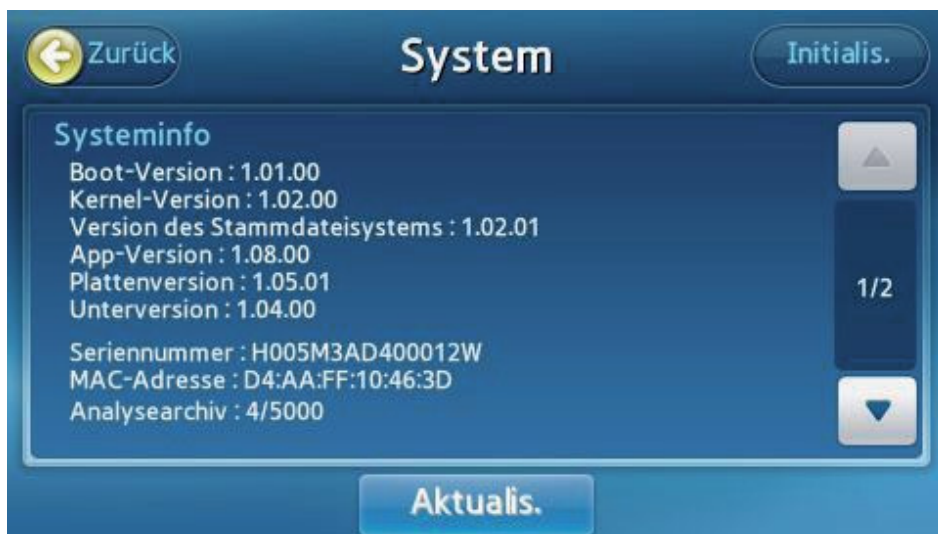 Zurück
System
Initialis.
Systeminfo
Boot-Version : 1.01.00
Kernel-Version : 1.02.00
Version des Stammdateisystems : 1.02.01
App-Version : 1.08.00
Plattenversion : 1.05.01
Unterversion : 1.04.00
1/2
Seriennummer : H005M3AD400012W
MAC-Adresse : D4:AA:FF:10:46:3D
Analysearchiv : 4/5000
Aktualis.